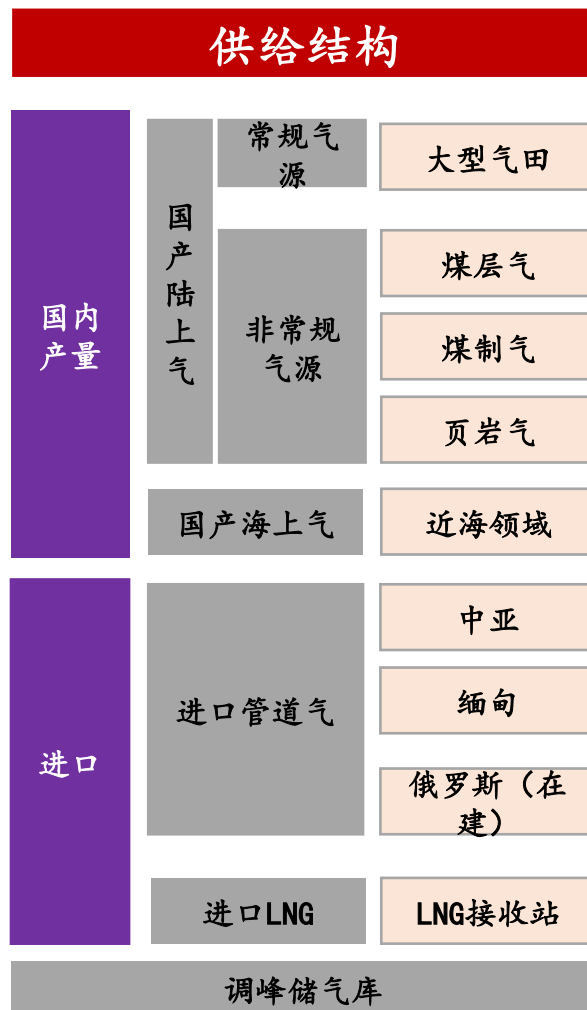 供给结构
国内
产量
国
产
陆
上
气
常规气
源
大型气田
非常规
气源
煤层气
煤制气
页岩气
国产海上气
近海领域
进口
进口管道气
中亚
缅甸
俄罗斯（在
建）
进口LNG
LNG接收站
调峰储气库